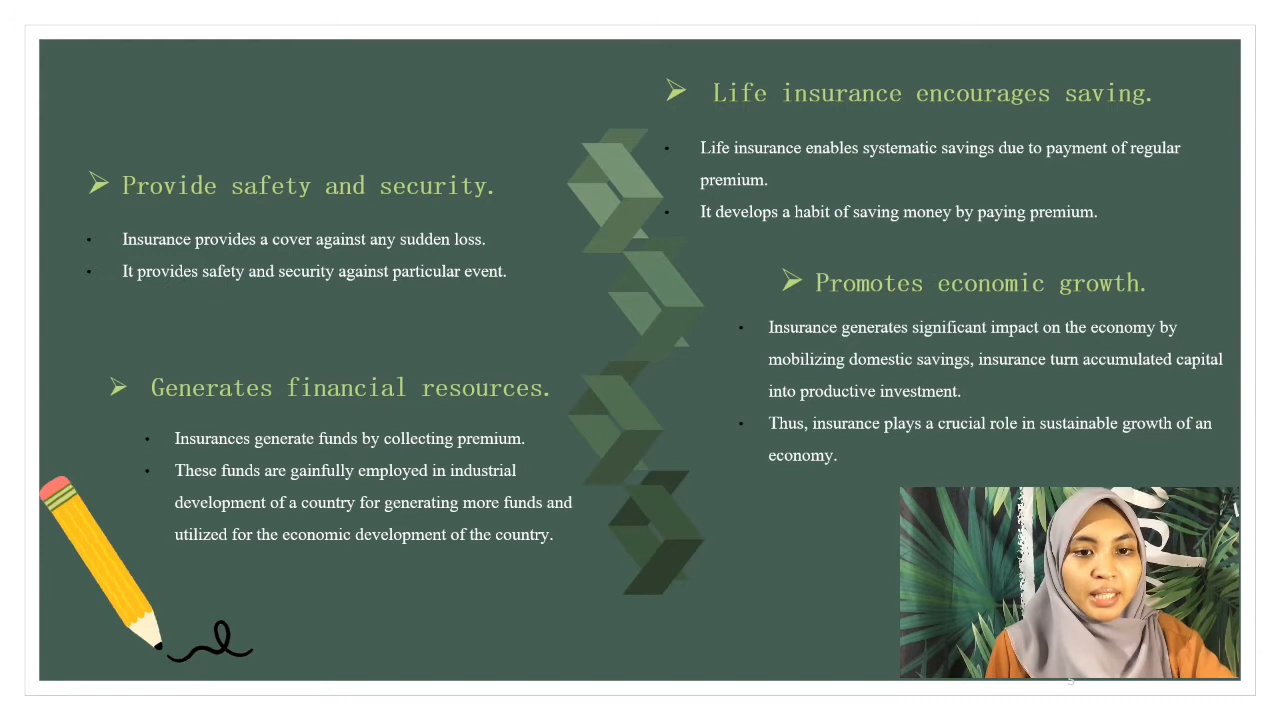 Provide safety and security.
Insurance provides a cover against any sudden loss.
It provides safety and security against particular event.
Generates financial resources.
Insurances generate funds by collecting premium.
These funds are gainfully employed in industrial
development of a country for generating more funds and
utilized for the economic development of the country.
Life insurance encourages saving.
Life insurance enables systematic savings due to payment of regular
premium.
It develops a habit of saving money by paying premium.
Promotes economic growth.
Insurance generates significant impact on the economy by
mobilizing domestic savings, insurance turn accumulated capital
into productive investment.
Thus, insurance plays a crucial role in sustainable growth of an
economy.